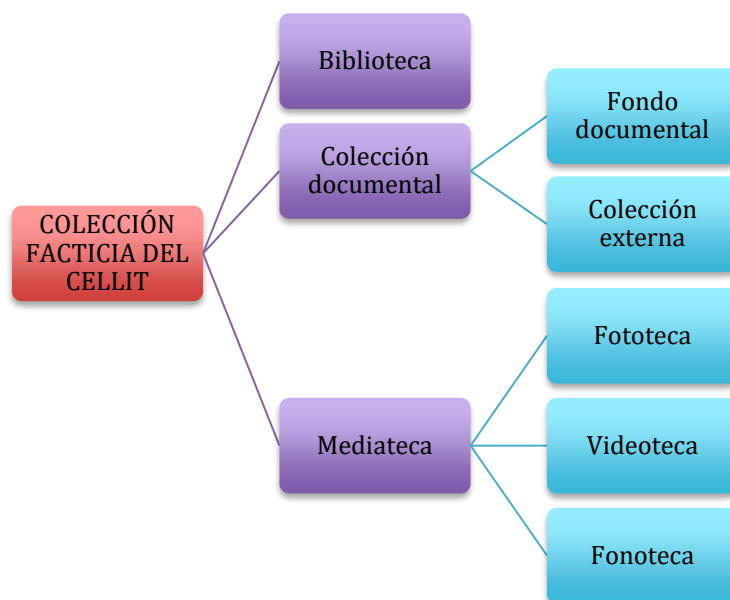 COLECCIÓN
FACTICIA DEL
CELLIT
Biblioteca
Colección
documental
Fondo
documental
Colección
externa
Mediateca
Fototeca
Videoteca
Fonoteca